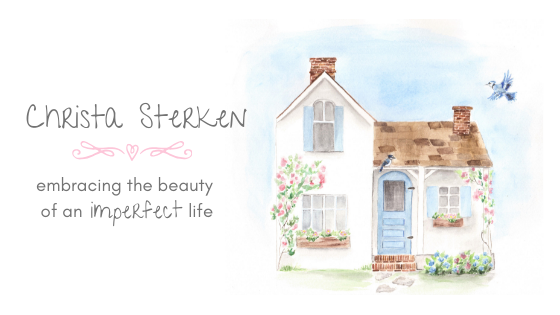 Christa Sterken
embracing the beauty
of an imperfect life